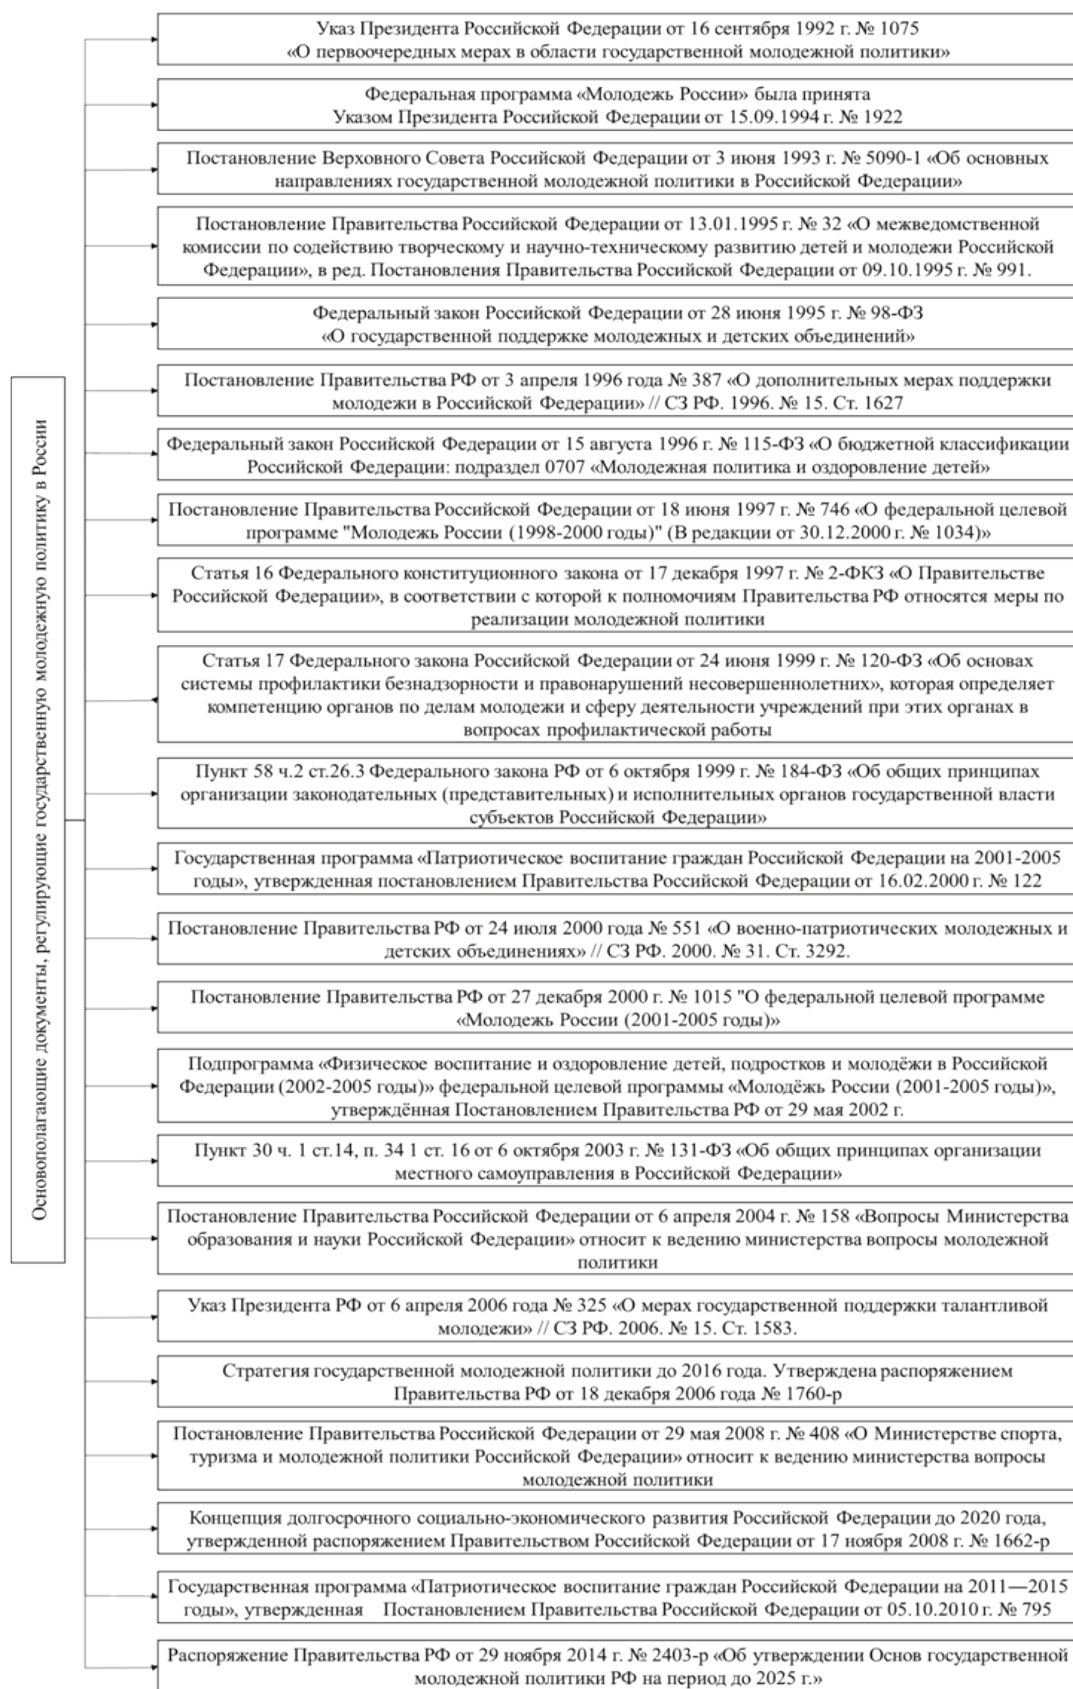 Основополагающие документы, регулирующие государственную молодежную политику в России
Указ Президента Российской Федерации от 16 сентября 1992 г. № 1075
«О первоочередных мерах в области государственной молодежной политики»
Федеральная программа «Молодежь России» была принята
Указом Президента Российской Федерации от 15.09.1994 г. № 1922
Постановление Верховного Совета Российской Федерации от 3 июня 1993 г. № 5090-1 «Об основных
направлениях государственной молодежной политики в Российской Федерации»
Постановление Правительства Российской Федерации от 13.01.1995 г. № 32 «О межведомственной
комиссии по содействию творческому и научно-техническому развитию детей и молодежи Российской
Федерации», в ред. Постановления Правительства Российской Федерации от 09.10.1995 г. № 991.
Федеральный закон Российской Федерации от 28 июня 1995 г. № 98-ФЗ
«О государственной поддержке молодежных и детских объединений»
Постановление Правительства РФ от 3 апреля 1996 года № 387 «О дополнительных мерах поддержки
молодежи в Российской Федерации» // СЗ РФ. 1996. № 15. Ст. 1627
Федеральный закон Российской Федерации от 15 августа 1996 г. № 115-ФЗ «О бюджетной классификации
Российской Федерации: подраздел 0707 «Молодежная политика и оздоровление детей»
Постановление Правительства Российской Федерации от 18 июня 1997 г. № 746 «О федеральной целевой
программе "Молодежь России (1998-2000 годы)" (В редакции от 30.12.2000 г. № 1034)»
Статья 16 Федерального конституционного закона от 17 декабря 1997 г. № 2-ФКЗ «О Правительстве
Российской Федерации», в соответствии с которой к полномочиям Правительства РФ относятся меры по
реализации молодежной политики
Статья 17 Федерального закона Российской Федерации от 24 июня 1999 г. № 120-ФЗ «Об основах
системы профилактики безнадзорности и правонарушений несовершеннолетних», которая определяет
компетенцию органов по делам молодежи и сферу деятельности учреждений при этих органах в
вопросах профилактической работы
Пункт 58 ч.2 ст.26.3 Федерального закона РФ от 6 октября 1999 г. № 184-ФЗ «Об общих принципах
организации законодательных (представительных) и исполнительных органов государственной власти
субъектов Российской Федерации»
Государственная программа «Патриотическое воспитание граждан Российской Федерации на 2001-2005
годы», утвержденная постановлением Правительства Российской Федерации от 16.02.2000 г. № 122
Постановление Правительства РФ от 24 июля 2000 года № 551 «О военно-патриотических молодежных и
детских объединениях» // СЗ РФ. 2000. № 31. Ст. 3292.
Постановление Правительства РФ от 27 декабря 2000 г. № 1015 "О федеральной целевой программе
«Молодежь России (2001-2005 годы)»
Подпрограмма «Физическое воспитание и оздоровление детей, подростков и молодёжи в Российской
Федерации (2002-2005 годы)» федеральной целевой программы «Молодёжь России (2001-2005 годы)»,
утверждённая Постановлением Правительства РФ от 29 мая 2002 г.
Пункт 30 ч. 1 ст.14, п. 34 1 ст. 16 от 6 октября 2003 г. № 131-ФЗ «Об общих принципах организации
местного самоуправления в Российской Федерации»
Постановление Правительства Российской Федерации от 6 апреля 2004 г. № 158 «Вопросы Министерства
образования и науки Российской Федерации» относит к ведению министерства вопросы молодежной
политики
Указ Президента РФ от 6 апреля 2006 года № 325 «О мерах государственной поддержки талантливой
молодежи» // СЗ РФ. 2006. № 15. Ст. 1583.
Стратегия государственной молодежной политики до 2016 года. Утверждена распоряжением
Правительства РФ от 18 декабря 2006 года № 1760-р
Постановление Правительства Российской Федерации от 29 мая 2008 г. № 408 «О Министерстве спорта,
туризма и молодежной политики Российской Федерации» относит к ведению министерства вопросы
молодежной политики
Концепция долгосрочного социально-экономического развития Российской Федерации до 2020 года,
утвержденной распоряжением Правительством Российской Федерации от 17 ноября 2008 г. № 1662-р
Государственная программа «Патриотическое воспитание граждан Российской Федерации на 2011—2015
годы», утвержденная Постановлением Правительства Российской Федерации от 05.10.2010 г. № 795
Распоряжение Правительства РФ от 29 ноября 2014 г. № 2403-р «Об утверждении Основ государственной
молодежной политики РФ на период до 2025 г.»